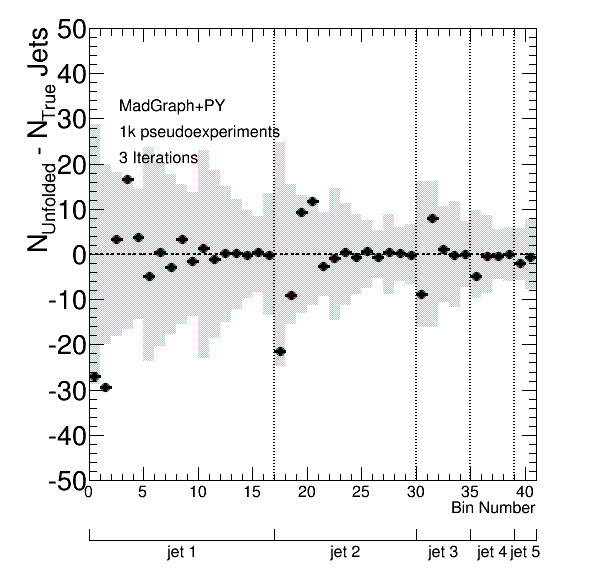 N_Unfolded - N_True Jets
50
40
30
20
10
0
-10
-20
-30
-40
-50
MadGraph+PY
1k pseudoexperiments
3 Iterations
0 5 10 15 20 25 30 35 40
Bin Number
jet 1 jet 2 jet 3 jet 4 jet 5